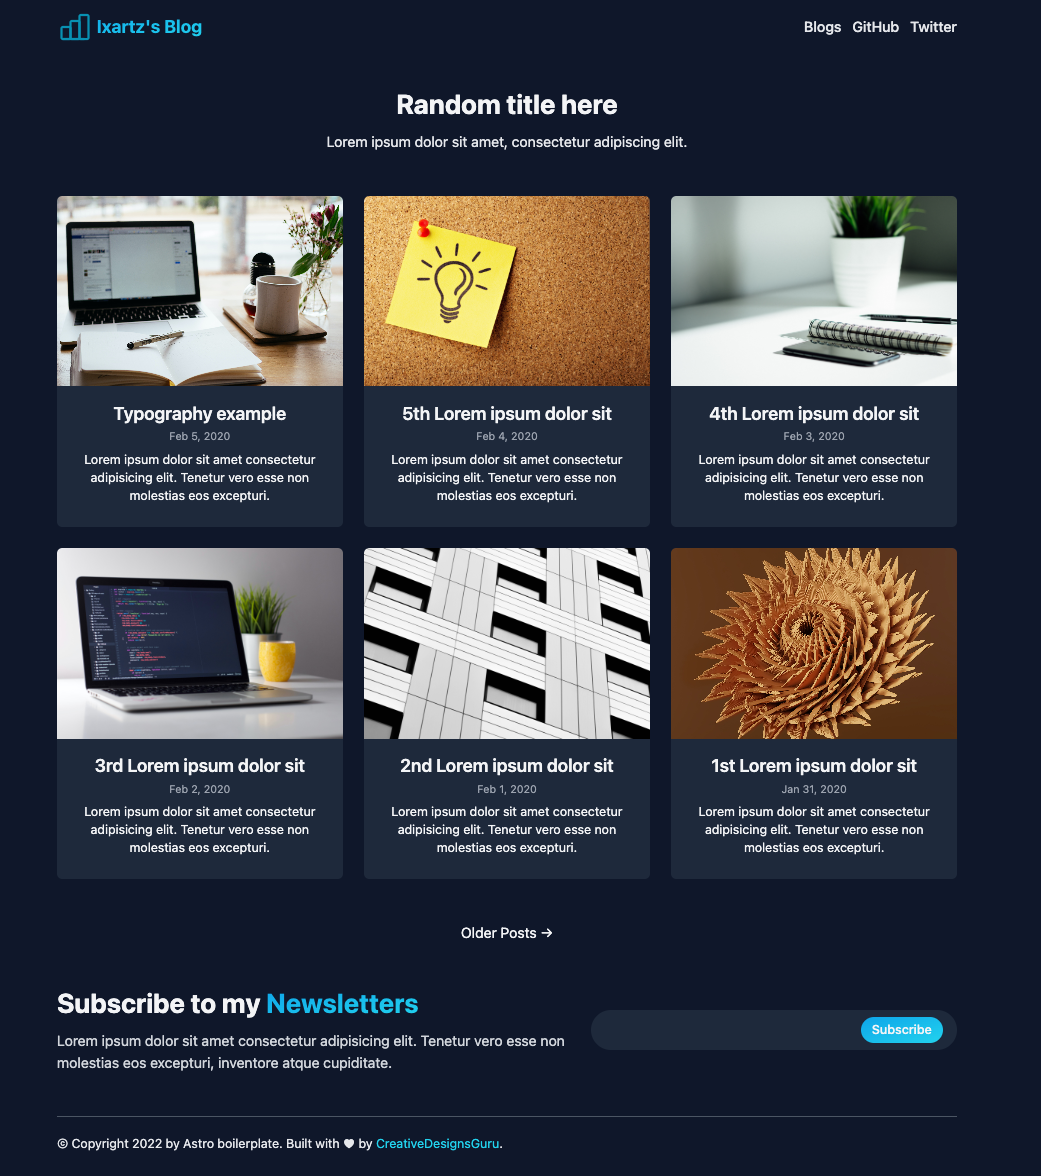 Ixartz's Blog
Blogs GitHub Twitter
Random title here
Lorem ipsum dolor sit amet, consectetur adipiscing elit.
Typography example
Feb 5, 2020
Lorem ipsum dolor sit amet consectetur
adipisicing elit. Tenetur vero esse non
molestias eos excepturi.
5th Lorem ipsum dolor sit
Feb 4, 2020
Lorem ipsum dolor sit amet consectetur
adipisicing elit. Tenetur vero esse non
molestias eos excepturi.
4th Lorem ipsum dolor sit
Feb 3, 2020
Lorem ipsum dolor sit amet consectetur
adipisicing elit. Tenetur vero esse non
molestias eos excepturi.
3rd Lorem ipsum dolor sit
Feb 2, 2020
Lorem ipsum dolor sit amet consectetur
adipisicing elit. Tenetur vero esse non
molestias eos excepturi.
2nd Lorem ipsum dolor sit
Feb 1, 2020
Lorem ipsum dolor sit amet consectetur
adipisicing elit. Tenetur vero esse non
molestias eos excepturi.
1st Lorem ipsum dolor sit
Jan 31, 2020
Lorem ipsum dolor sit amet consectetur
adipisicing elit. Tenetur vero esse non
molestias eos excepturi.
Older Posts →
Subscribe to my Newsletters
Lorem ipsum dolor sit amet consectetur adipisicing elit. Tenetur vero esse non
molestias eos excepturi, inventore atque cupiditate.
Subscribe
© Copyright 2022 by Astro boilerplate. Built with ♥ by CreativeDesignsGuru.